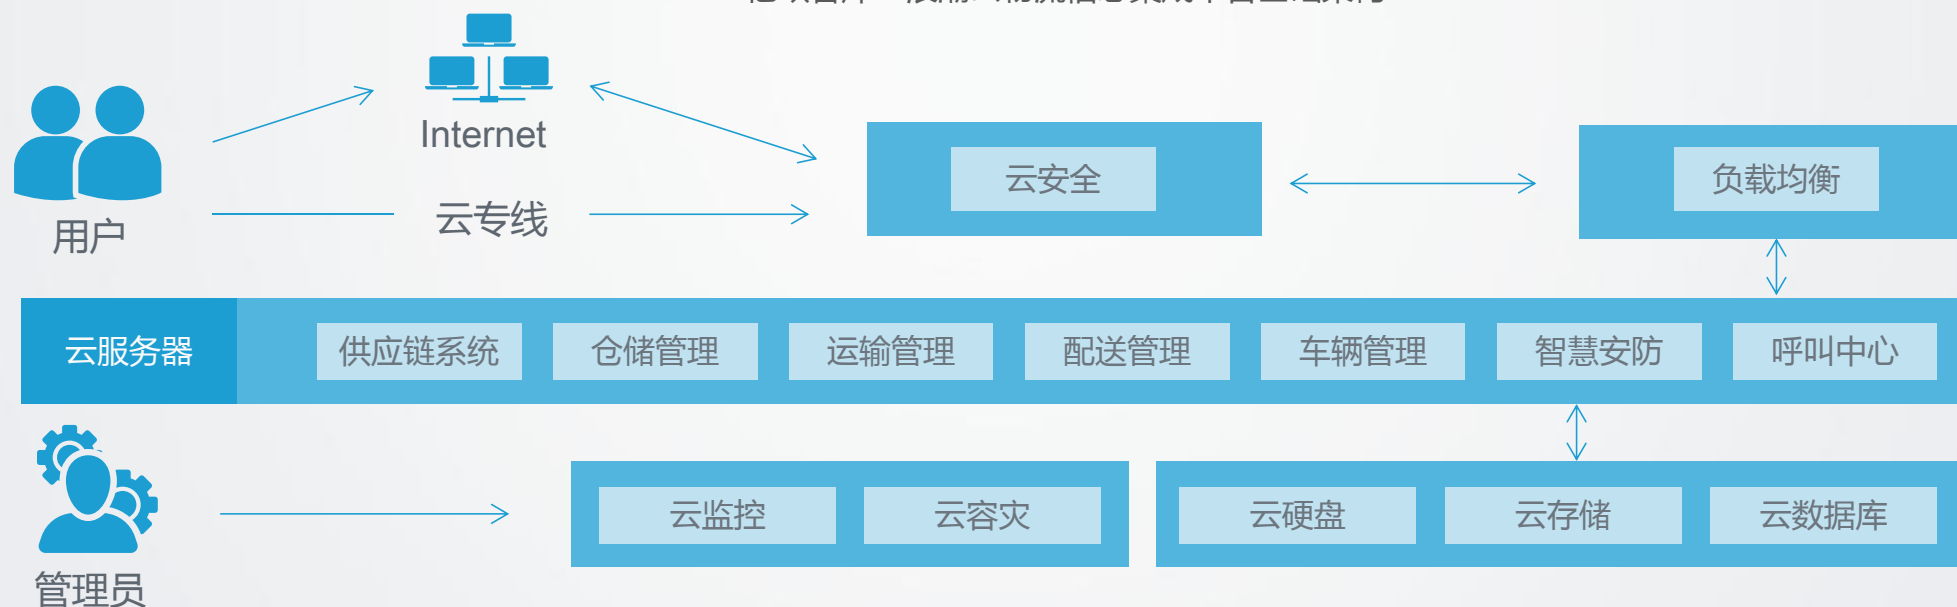 Internet
云安全
负载均衡
云专线
用户
云服务器
供应链系统
仓储管理
运输管理
配送管理
车辆管理
智慧安防
呼叫中心
云监控
云容灾
云硬盘
云存储
云数据库
管理员